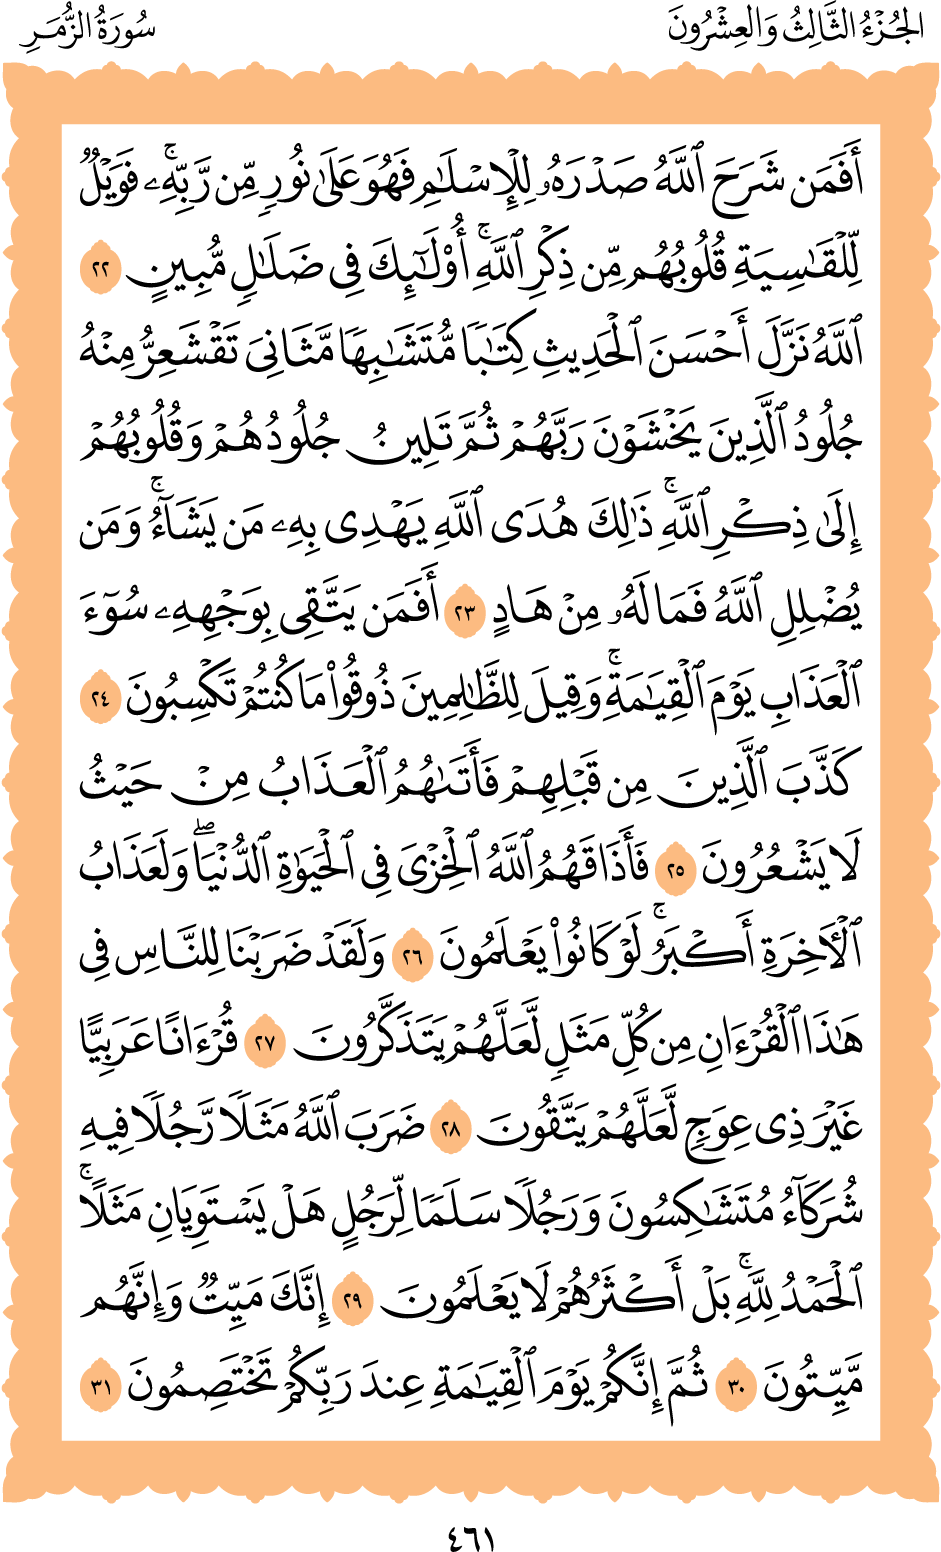 الجُزْءُ الثَّالِثُ وَالعِشْرُونَ
سُورَةُ الزُّمَرِ
أَفَمَن شَرَحَ ٱللَّهُ صَدْرَهُۥ لِلْإِسْلَٰمِ فَهُوَ عَلَىٰ نُورٍ مِّن رَّبِّهِۦۚ فَوَيْلٌ
لِّلْقَٰسِيَةِ قُلُوبُهُم مِّن ذِكْرِ ٱللَّهِۚ أُوْلَٰٓئِكَ فِى ضَلَٰلٍ مُّبِينٍ ٢٢
ٱللَّهُ نَزَّلَ أَحْسَنَ ٱلْحَدِيثِ كِتَٰبًا مُّتَشَٰبِهًا مَّثَانِىَ تَقْشَعِرُّ مِنْهُ
جُلُودُ ٱلَّذِينَ يَخْشَوْنَ رَبَّهُمْ ثُمَّ تَلِينُ جُلُودُهُمْ وَقُلُوبُهُمْ
إِلَىٰ ذِكْرِ ٱللَّهِۚ ذَٰلِكَ هُدَى ٱللَّهِ يَهْدِى بِهِۦ مَن يَشَآءُۚ وَمَن
يُضْلِلِ ٱللَّهُ فَمَا لَهُۥ مِنْ هَادٍ ٢٣ أَفَمَن يَتَّقِى بِوَجْهِهِۦ سُوٓءَ
ٱلْعَذَابِ يَوْمَ ٱلْقِيَٰمَةِۚ وَقِيلَ لِلظَّٰلِمِينَ ذُوقُوا۟ مَا كُنتُمْ تَكْسِبُونَ ٢٤
كَذَّبَ ٱلَّذِينَ مِن قَبْلِهِمْ فَأَتَىٰهُمُ ٱلْعَذَابُ مِنْ حَيْثُ
لَا يَشْعُرُونَ ٢٥ فَأَذَاقَهُمُ ٱللَّهُ ٱلْخِزْىَ فِى ٱلْحَيَوٰةِ ٱلدُّنْيَاۖ وَلَعَذَابُ
ٱلْأَخِرَةِ أَكْبَرُۚ لَوْ كَانُوا۟ يَعْلَمُونَ ٢٦ وَلَقَدْ ضَرَبْنَا لِلنَّاسِ فِى
هَٰذَا ٱلْقُرْءَانِ مِن كُلِّ مَثَلٍ لَّعَلَّهُمْ يَتَذَكَّرُونَ ٢٧ قُرْءَانًا عَرَبِيًّا
غَيْرَ ذِى عِوَجٍ لَّعَلَّهُمْ يَتَّقُونَ ٢٨ ضَرَبَ ٱللَّهُ مَثَلًا رَّجُلًا فِيهِ
شُرَكَآءُ مُتَشَٰكِسُونَ وَرَجُلًا سَلَمًا لِّرَجُلٍ هَلْ يَسْتَوِيَانِ مَثَلًاۚ
ٱلْحَمْدُ لِلَّهِۚ بَلْ أَكْثَرُهُمْ لَا يَعْلَمُونَ ٢٩ إِنَّكَ مَيِّتٌ وَإِنَّهُم
مَّيِّتُونَ ٣٠ ثُمَّ إِنَّكُمْ يَوْمَ ٱلْقِيَٰمَةِ عِندَ رَبِّكُمْ تَخْتَصِمُونَ ٣١
٤٦١